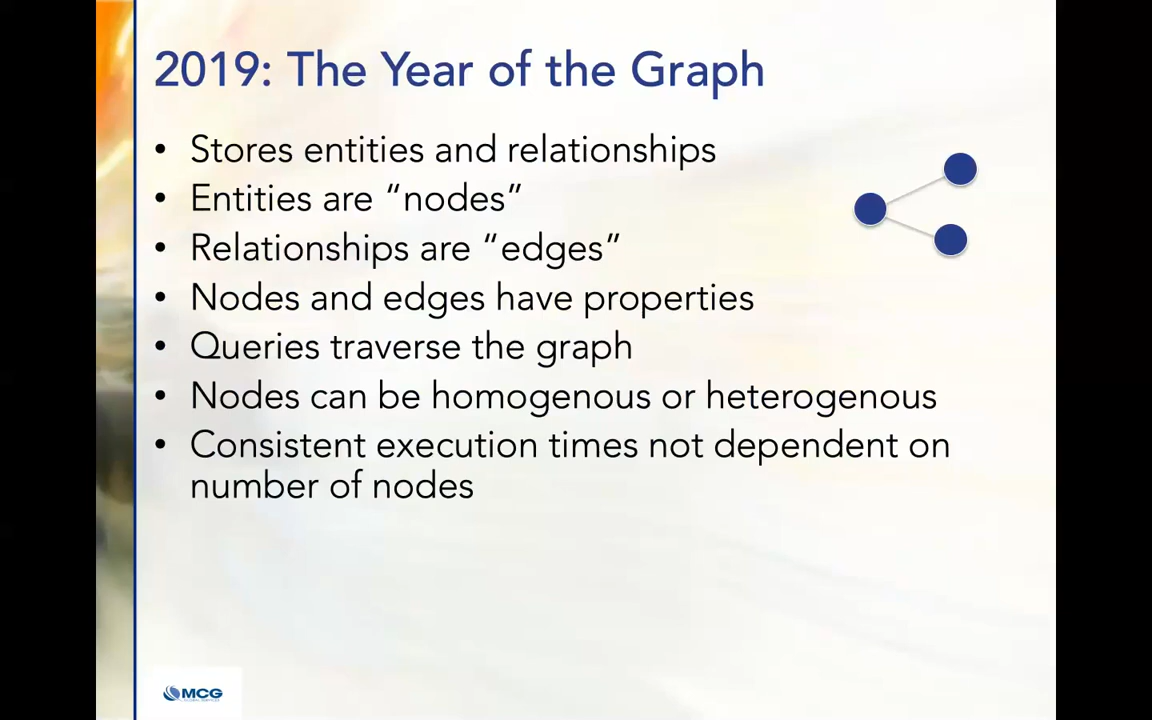 2019: The Year of the Graph
• Stores entities and relationships
• Entities are “nodes”
• Relationships are “edges”
• Nodes and edges have properties
• Queries traverse the graph
• Nodes can be homogenous or heterogenous
• Consistent execution times not dependent on
number of nodes
MCG